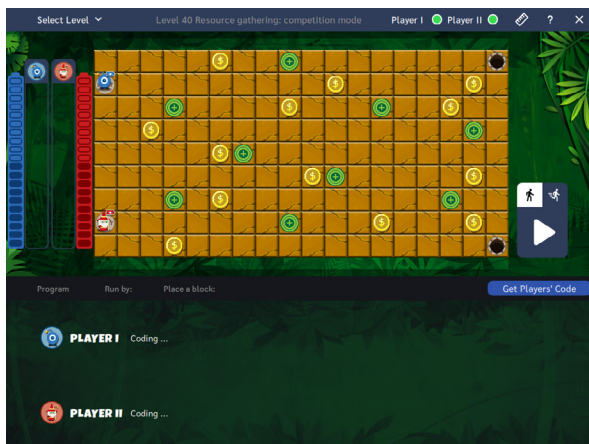 Select Level Level 40 Resource gathering: competition mode Player I Player II ?
Program Run by: Place a block: Get Players' Code
PLAYER I Coding ...
PLAYER II Coding ...